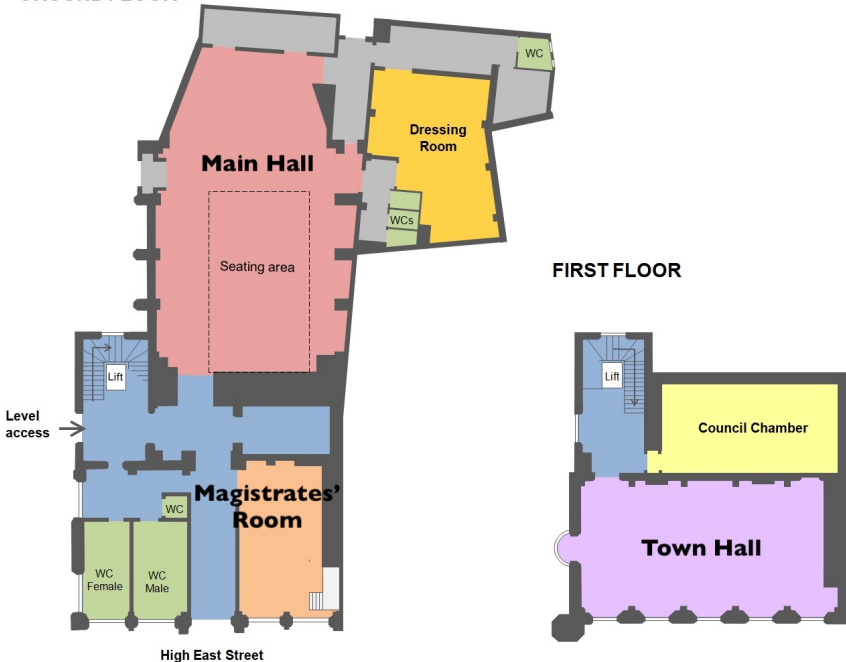 WC
Dressing
Room
Main Hall
WCs
Seating area
FIRST FLOOR
Lift
Lift
Level
access
Council Chamber
Magistrates'
Room
WC
Town Hall
WC
Female
WC
Male
High East Street